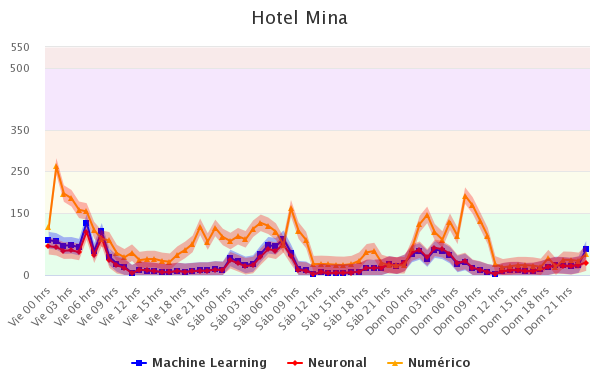 Hotel Mina
550
500
350
250
150
0
Vie 00 hrs
Vie 03 hrs
Vie 06 hrs
Vie 09 hrs
Vie 12 hrs
Vie 15 hrs
Vie 18 hrs
Vie 21 hrs
Sáb 00 hrs
Sáb 03 hrs
Sáb 06 hrs
Sáb 09 hrs
Sáb 12 hrs
Sáb 15 hrs
Sáb 18 hrs
Sáb 21 hrs
Dom 00 hrs
Dom 03 hrs
Dom 06 hrs
Dom 09 hrs
Dom 12 hrs
Dom 15 hrs
Dom 18 hrs
Dom 21 hrs
Machine Learning Neuronal Numérico